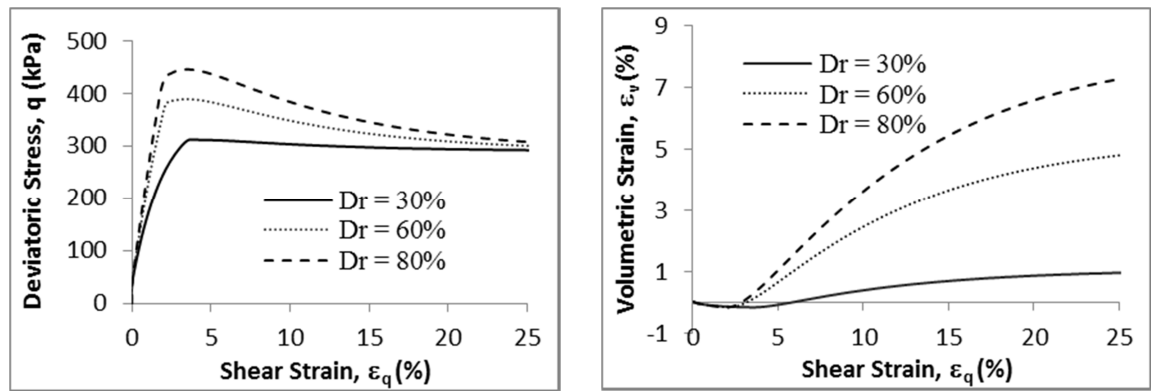 Deviatoric Stress, q (kPa)
500
400
300
200
100
0
Dr = 30%
Dr = 60%
Dr = 80%
0 5 10 15 20 25
Shear Strain, εq (%)
Volumetric Strain, εv (%)
9
7
5
3
1
-1
Dr = 30%
Dr = 60%
Dr = 80%
0 5 10 15 20 25
Shear Strain, εq (%)